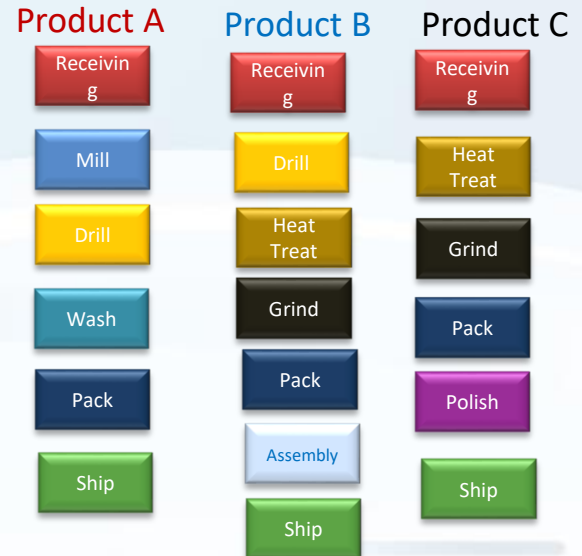 Product A
Receivin
g
Mill
Drill
Wash
Pack
Ship
Product B
Receivin
g
Drill
Heat
Treat
Grind
Pack
Assembly
Ship
Product C
Receivin
g
Heat
Treat
Grind
Pack
Polish
Ship